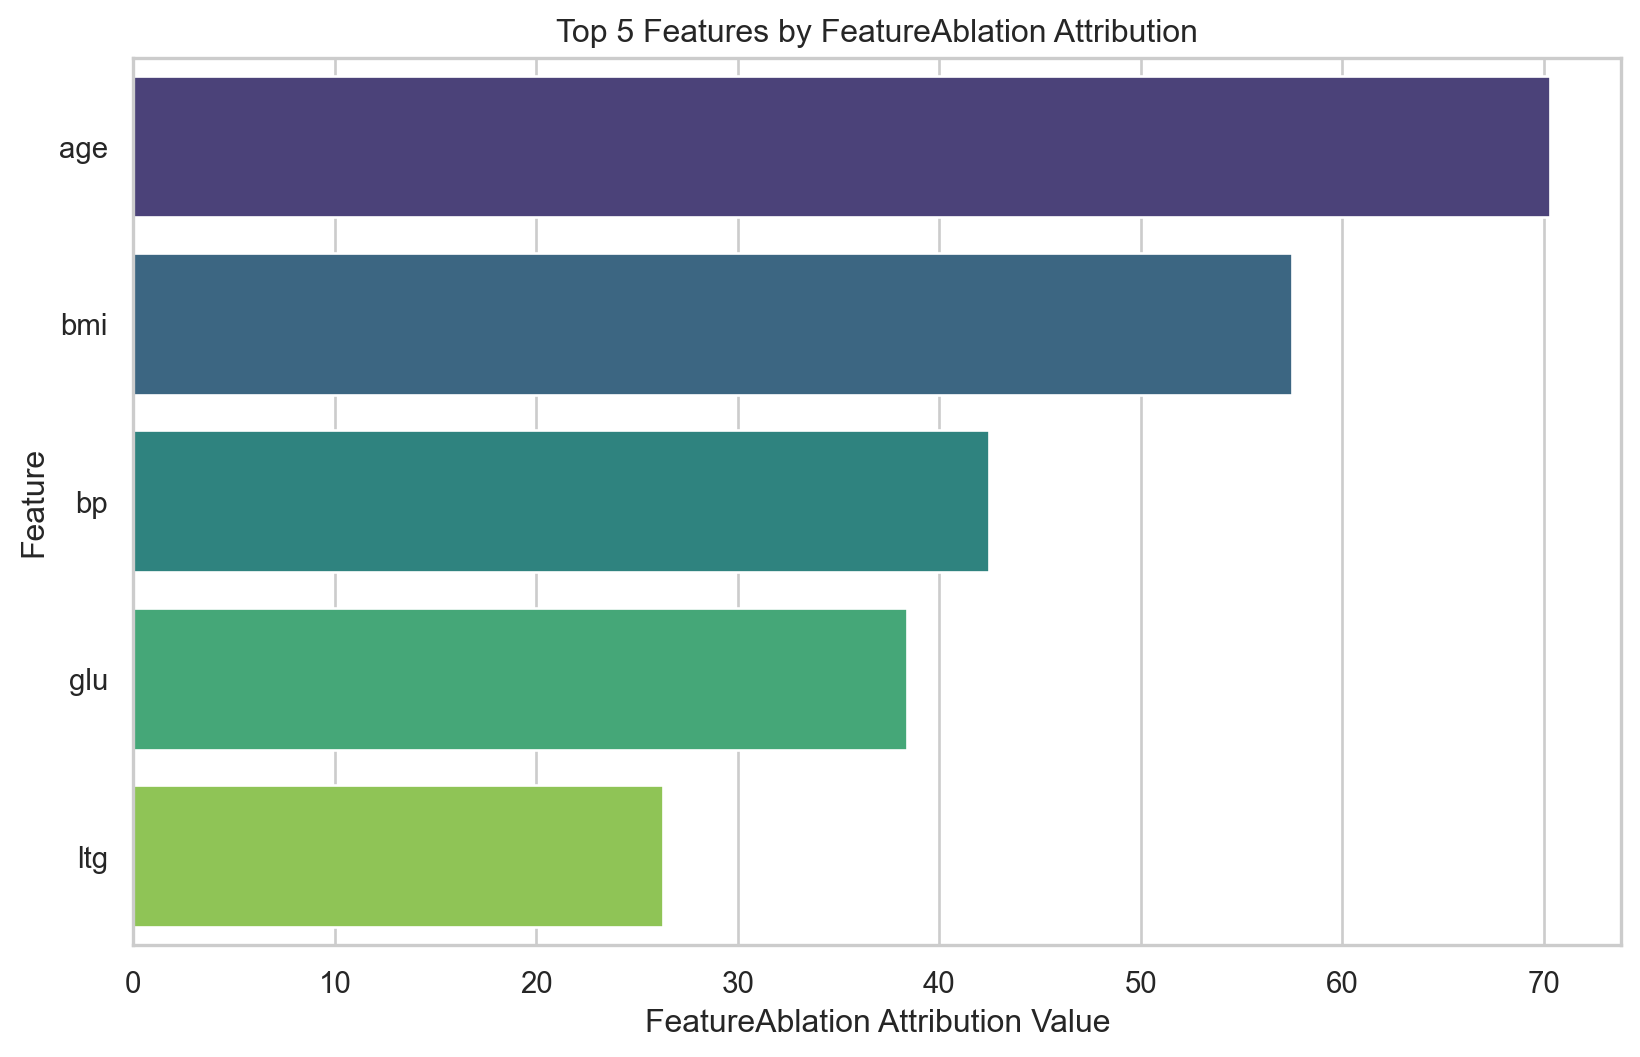 Top 5 Features by FeatureAblation Attribution
age
bmi
bp
glu
ltg
Feature
0 10 20 30 40 50 60 70
FeatureAblation Attribution Value